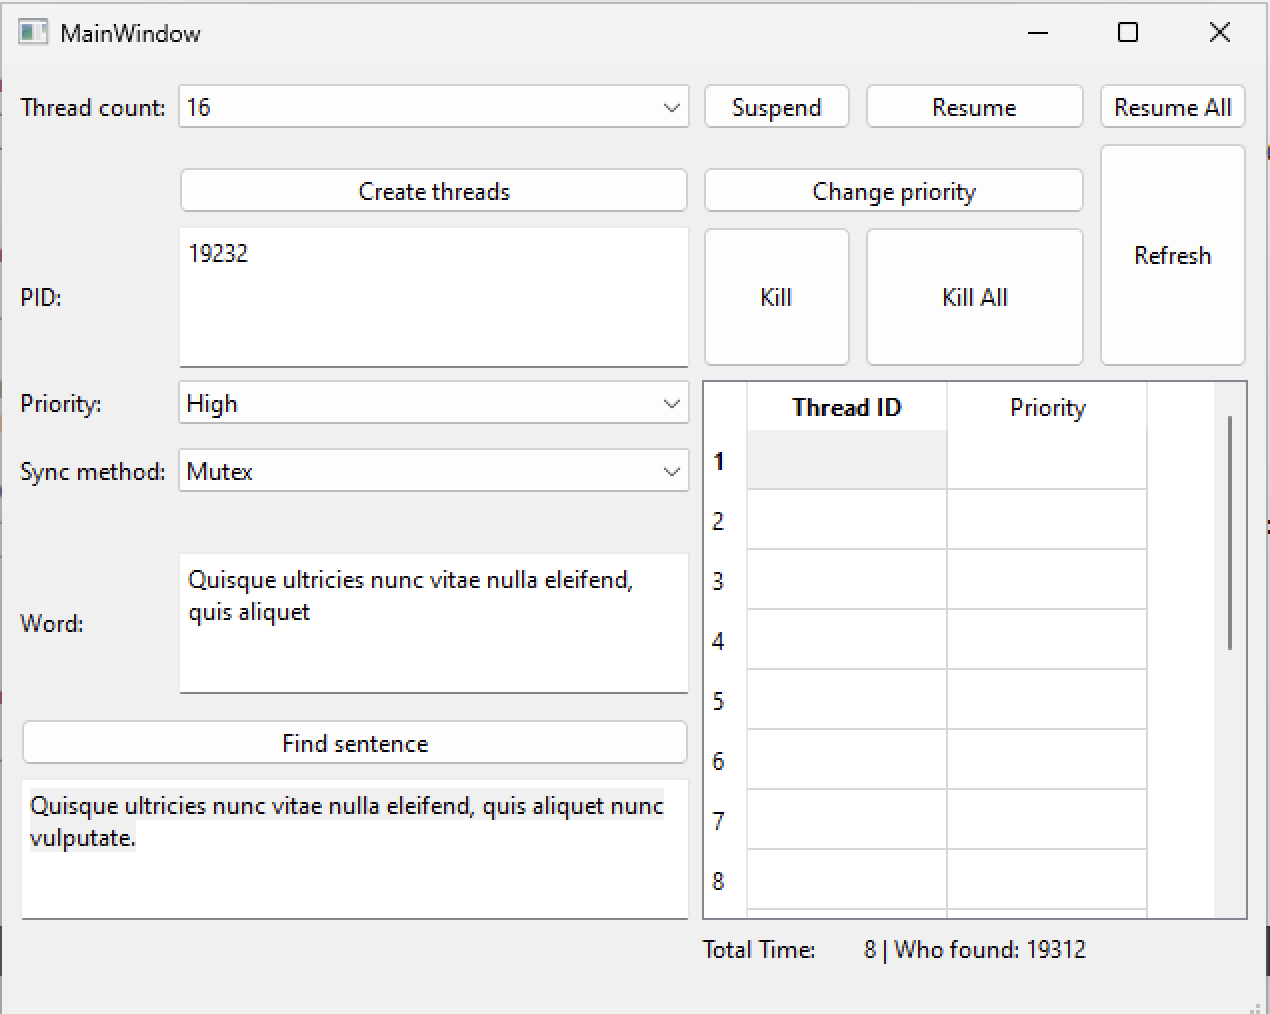 MainWindow
Thread count: 16 Suspend Resume Resume All
Create threads Change priority
Refresh
PID: 19232 Kill Kill All
Priority: High
Sync method: Mutex
Word: Quisque ultricies nunc vitae nulla eleifend,
quis aliquet
Find sentence
Quisque ultricies nunc vitae nulla eleifend, quis aliquet nunc
vulputate.
Thread ID Priority
1
2
3
4
5
6
7
8
Total Time: 8 | Who found: 19312